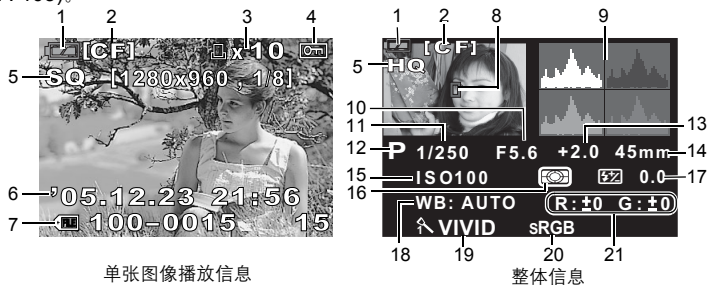 1 2 3 4
[CF] x10
5 SQ [1280x960 , 1/8]
6 '05.12.23 21:56
7 FILE 100-0015 15
单张图像播放信息
1 2 8 9
[CF]
5 HQ
10
11 13
12 P 1/250 F5.6 +2.0 45mm 14
15 ISO100 0.0 17
16
WB: AUTO R:±0 G:±0
18 VIVID sRGB
19 20 21
整体信息